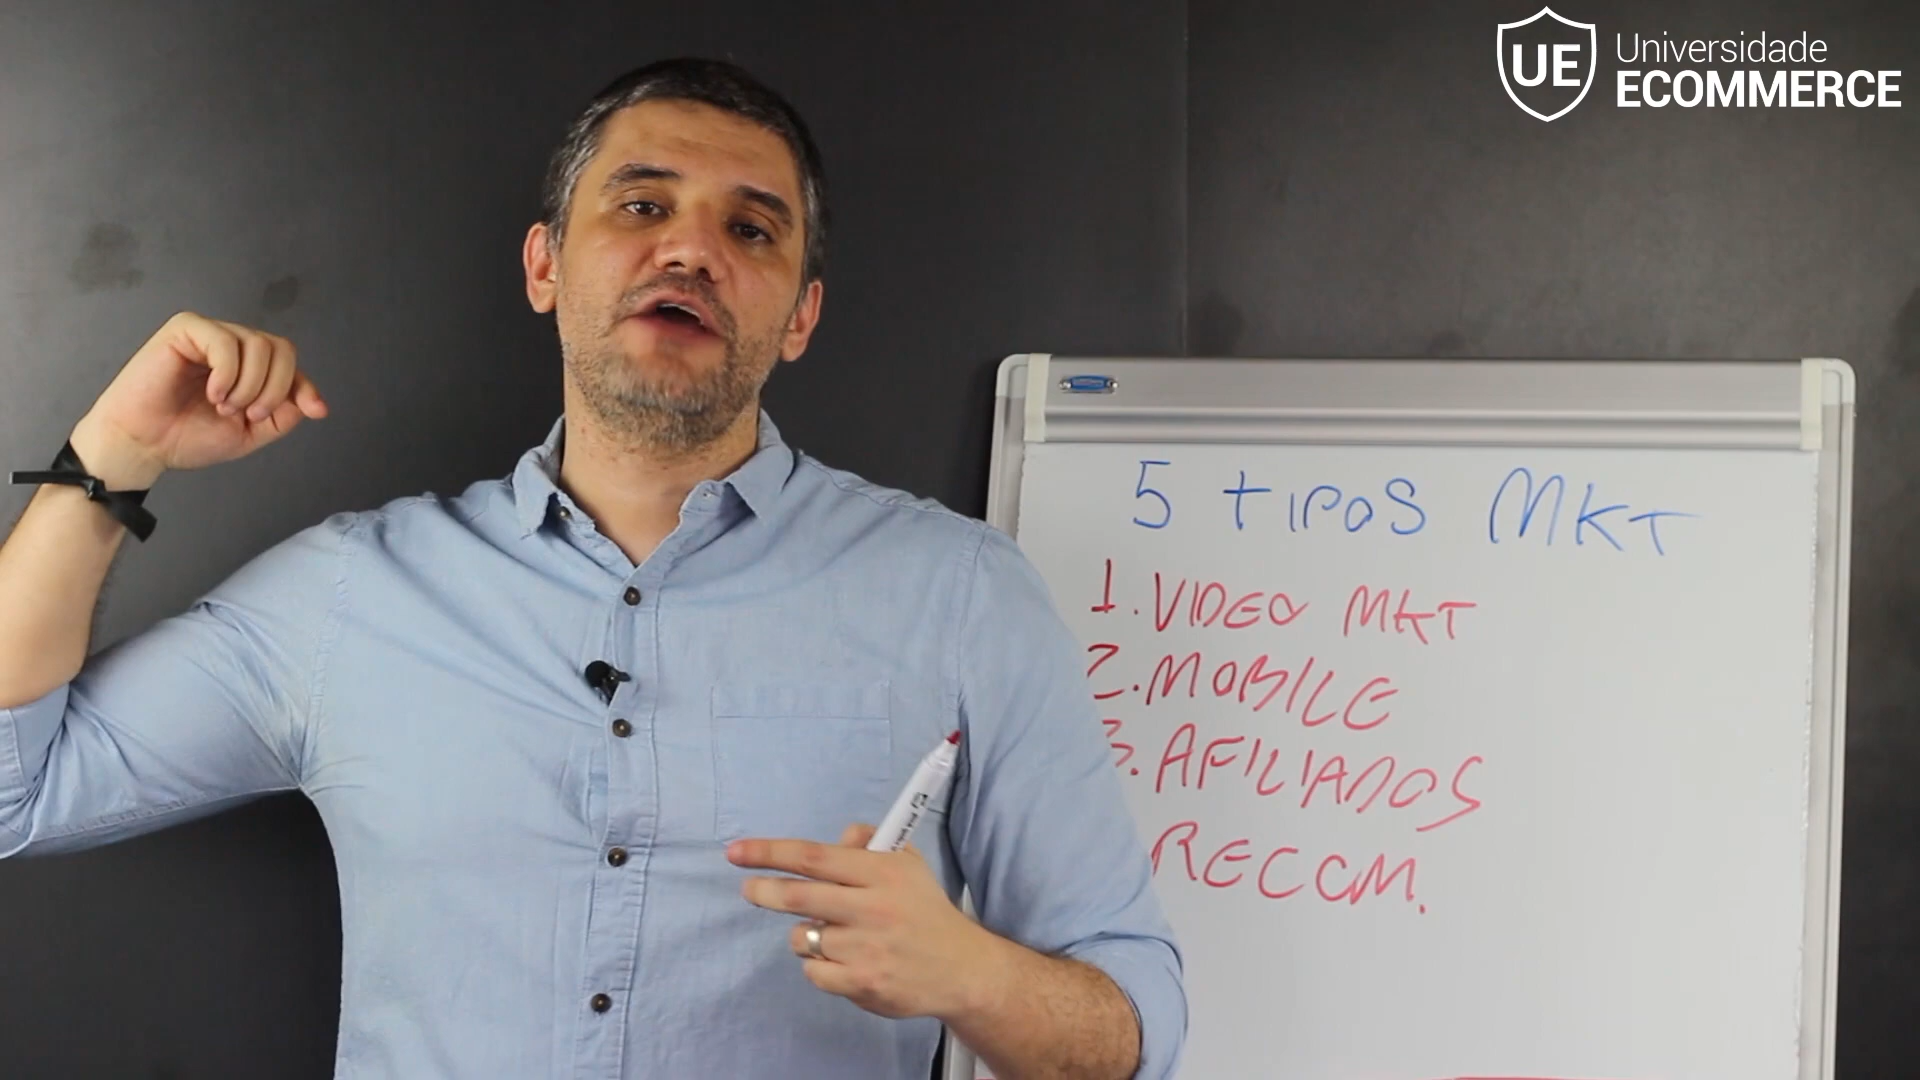 UE
Universidade
ECOMMERCE
5 TIPOS MKT
1. VIDEO MKT
2. MOBILE
3. AFILIADOS
RECOM.